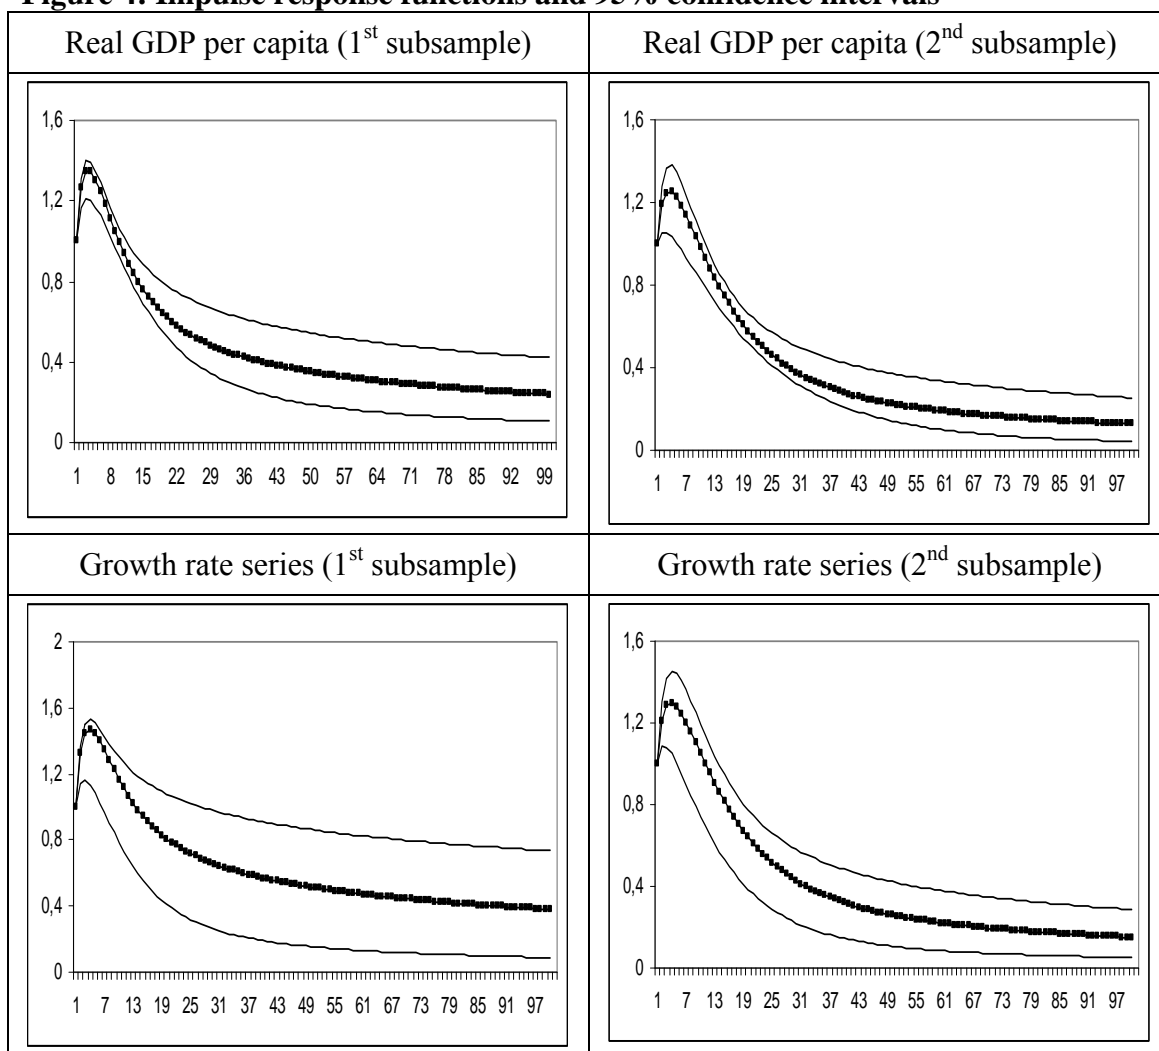 Figure 4: Impulse response functions and 95% confidence intervals
Real GDP per capita (1st subsample)
Real GDP per capita (2nd subsample)
1,6
1,2
0,8
0,4
0
1 8 15 22 29 36 43 50 57 64 71 78 85 92 99
1,6
1,2
0,8
0,4
0
1 7 13 19 25 31 37 43 49 55 61 67 73 79 85 91 97
Growth rate series (1st subsample)
Growth rate series (2nd subsample)
2
1,6
1,2
0,8
0,4
0
1 7 13 19 25 31 37 43 49 55 61 67 73 79 85 91 97
1,6
1,2
0,8
0,4
0
1 7 13 19 25 31 37 43 49 55 61 67 73 79 85 91 97